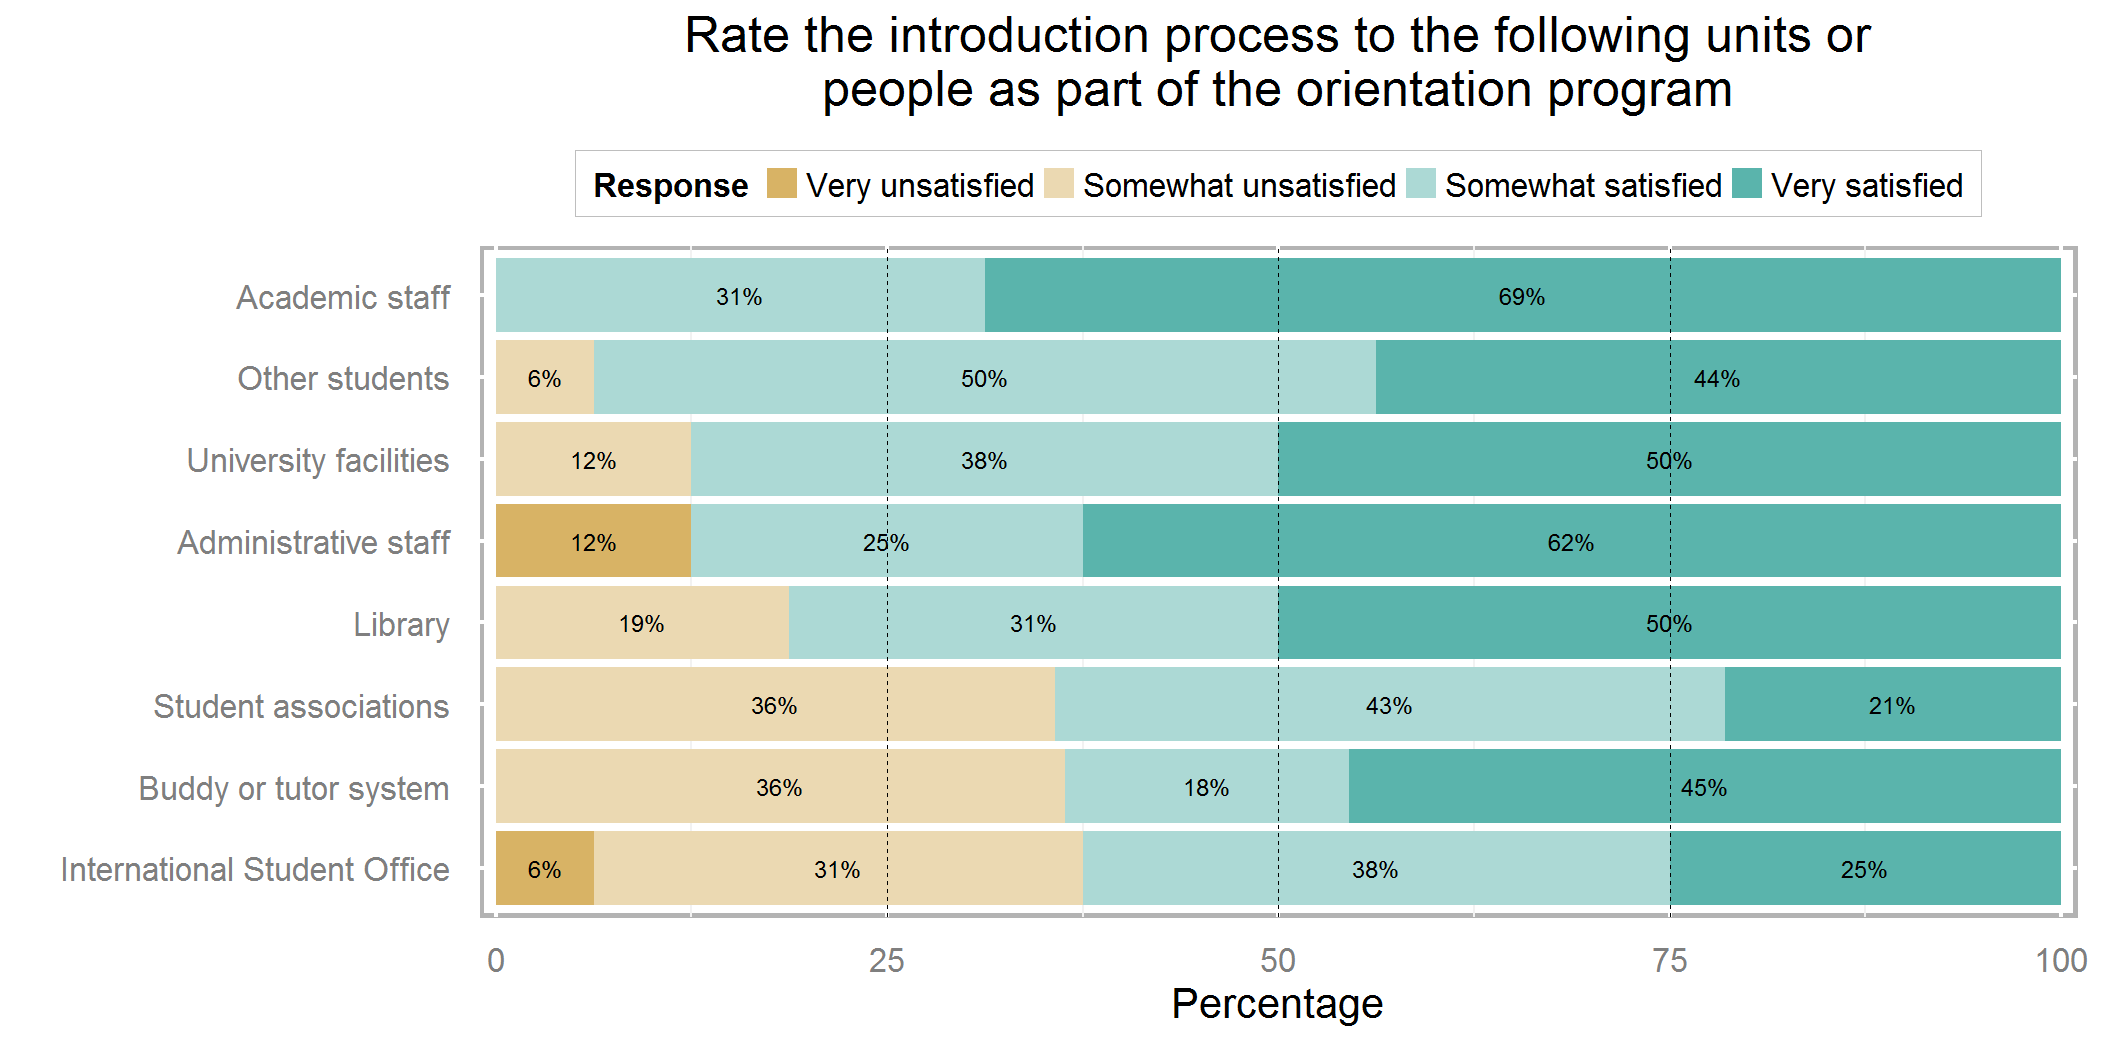 Rate the introduction process to the following units or
people as part of the orientation program
Response Very unsatisfied Somewhat unsatisfied Somewhat satisfied Very satisfied
Academic staff 31% 69%
Other students 6% 50% 44%
University facilities 12% 38% 50%
Administrative staff 12% 25% 62%
Library 19% 31% 50%
Student associations 36% 43% 21%
Buddy or tutor system 36% 18% 45%
International Student Office 6% 31% 38% 25%
0 25 50 75 100
Percentage